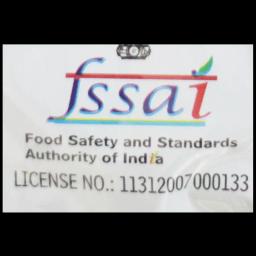 fssai
Food Safety and Standards
Authority of India
LICENSE NO.: 11312007000133